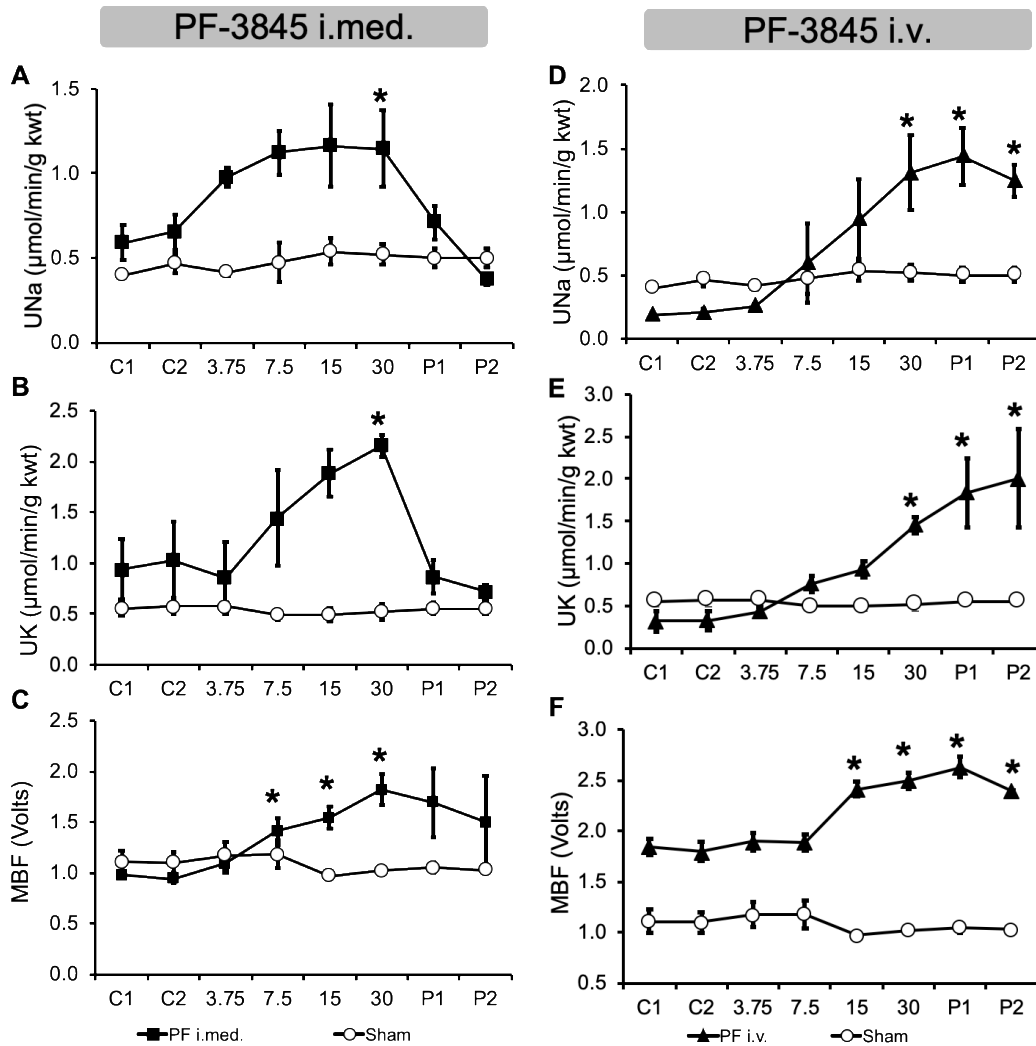 PF-3845 i.med.
A
UNa (µmol/min/g kwt)
1.5
1.0
0.5
0.0
*
C1 C2 3.75 7.5 15 30 P1 P2
B
UK (µmol/min/g kwt)
2.5
2.0
1.5
1.0
0.5
0.0
*
C1 C2 3.75 7.5 15 30 P1 P2
C
MBF (Volts)
2.5
2.0
1.5
1.0
0.5
0.0
* * *
C1 C2 3.75 7.5 15 30 P1 P2
PF i.med. Sham
PF-3845 i.v.
D
UNa (µmol/min/g kwt)
2.0
1.5
1.0
0.5
0.0
* * *
C1 C2 3.75 7.5 15 30 P1 P2
E
UK (µmol/min/g kwt)
3.0
2.5
2.0
1.5
1.0
0.5
0.0
* * *
C1 C2 3.75 7.5 15 30 P1 P2
F
MBF (Volts)
3.0
2.5
2.0
1.5
1.0
0.5
* * * *
C1 C2 3.75 7.5 15 30 P1 P2
PF i.v. Sham